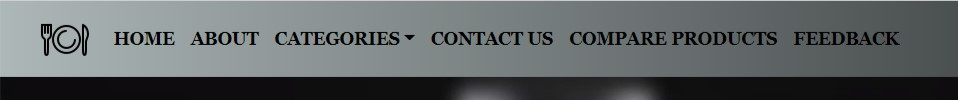 HOME ABOUT CATEGORIES CONTACT US COMPARE PRODUCTS FEEDBACK